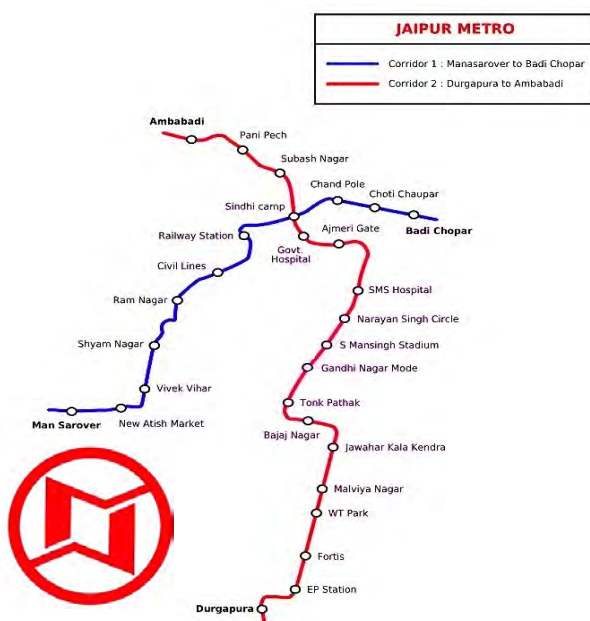 JAIPUR METRO
Corridor 1 : Manasarover to Badi Chopar
Corridor 2 : Durgapura to Ambabadi
Ambabadi
Pani Pech
Subash Nagar
Chand Pole
Choti Chaupar
Sindhi camp
Badi Chopar
Railway Station
Govt.
Hospital
Ajmeri Gate
Civil Lines
SMS Hospital
Ram Nagar
Narayan Singh Circle
Shyam Nagar
S Mansingh Stadium
Gandhi Nagar Mode
Vivek Vihar
Tonk Pathak
Man Sarover
New Atish Market
Bajaj Nagar
Jawahar Kala Kendra
Malviya Nagar
WT Park
Fortis
EP Station
Durgapura